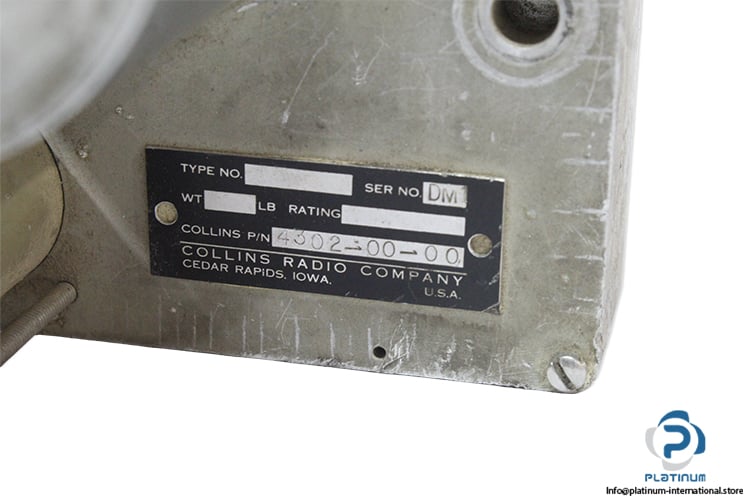 TYPE NO. SER NO. DM
WT LB RATING
COLLINS P/N 4302-00-00
COLLINS RADIO COMPANY
CEDAR RAPIDS, IOWA.
U.S.A.
PLATINUM
Info@platinum-international.store